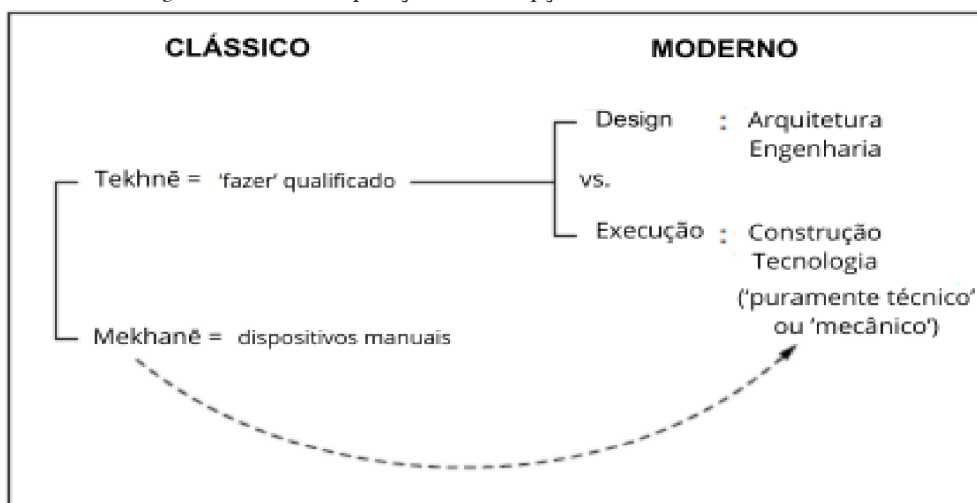 CLÁSSICO
MODERNO
Design : Arquitetura
Engenharia
Tekhnē = 'fazer' qualificado
vs.
Execução : Construção
Tecnologia
('puramente técnico'
ou 'mecânico')
Mekhanē = dispositivos manuais